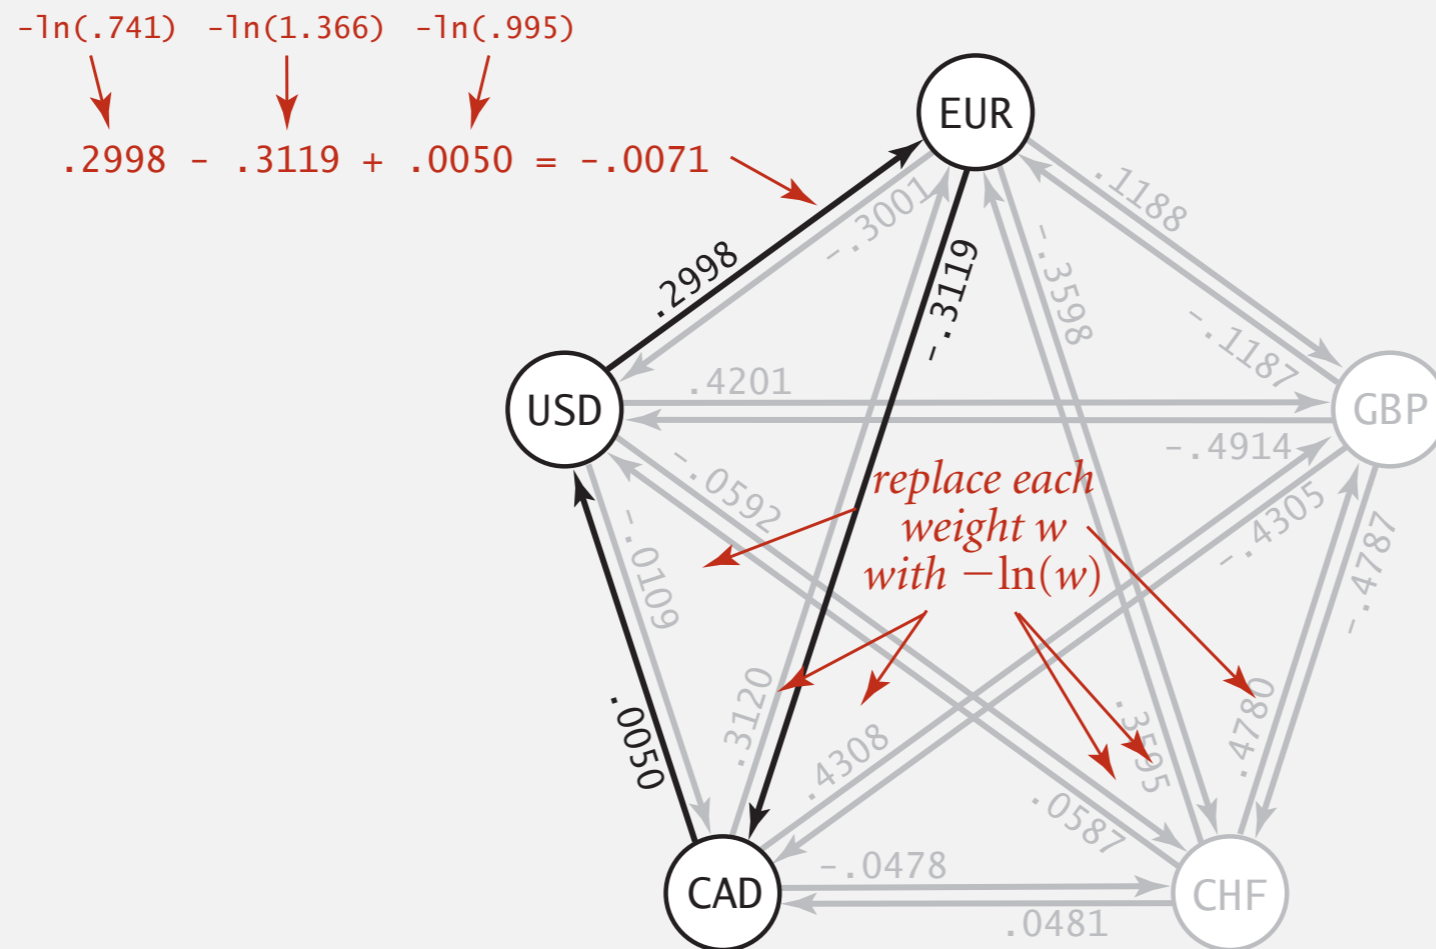 -ln(.741) -ln(1.366) -ln(.995)
.2998 - .3119 + .0050 = -.0071
EUR
.1188
-.3001
.2998
-.3119
-.3598
-.1187
USD
.4201
GBP
-.4914
-.0592
replace each
weight w
with −ln(w)
-.4305
-.0109
-.4787
.0050
.3120
.4308
.3595
.4780
.0587
CAD
-.0478
CHF
.0481